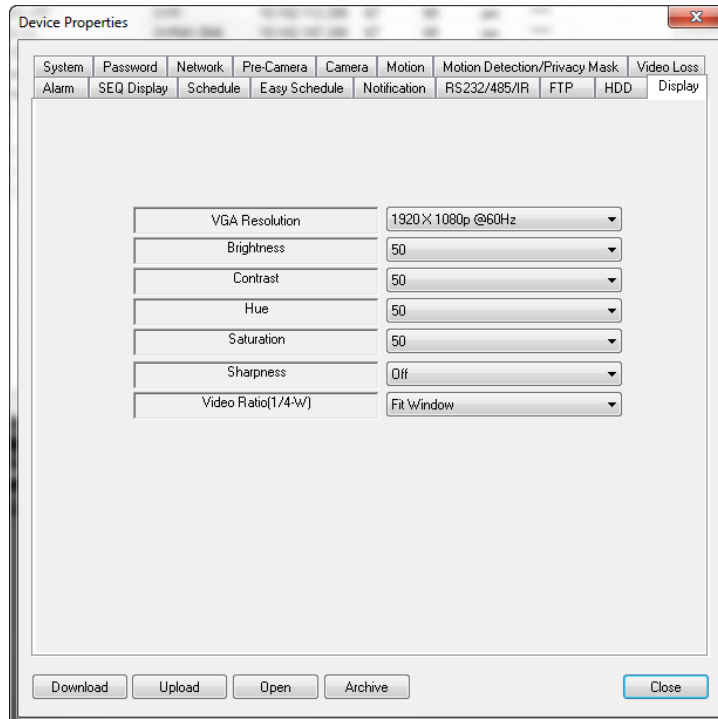 Device Properties
System Password Network Pre-Camera Camera Motion Motion Detection/Privacy Mask Video Loss
Alarm SEQ Display Schedule Easy Schedule Notification RS232/485/IR FTP HDD Display
VGA Resolution 1920 X 1080p @60Hz
Brightness 50
Contrast 50
Hue 50
Saturation 50
Sharpness Off
Video Ratio(1/4-W) Fit Window
Download Upload Open Archive Close